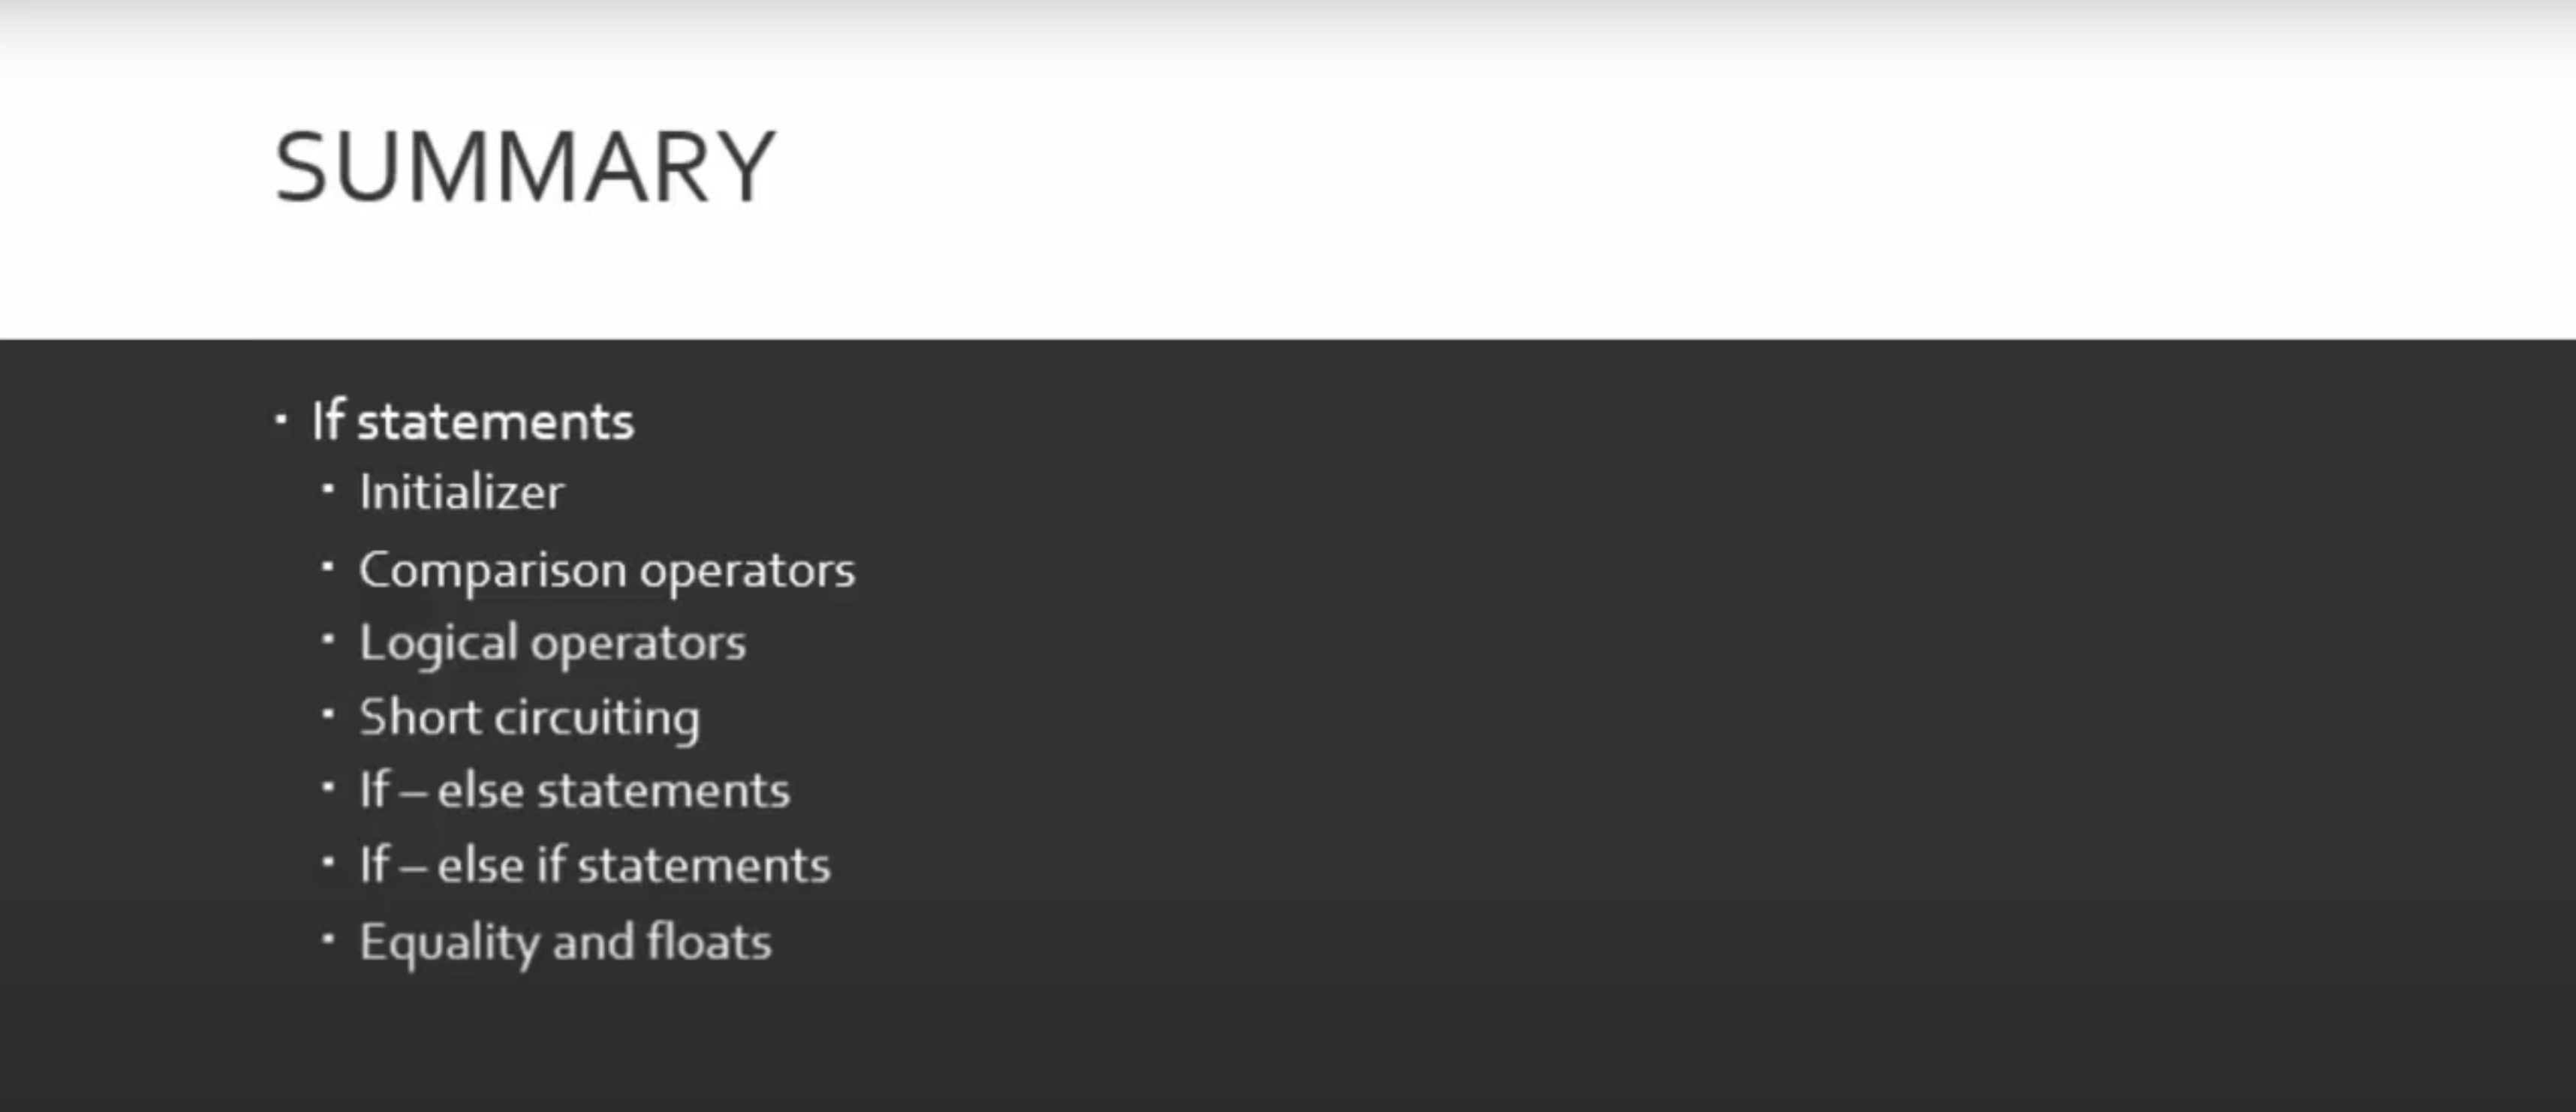 SUMMARY
▪ If statements
▪ Initializer
▪ Comparison operators
▪ Logical operators
▪ Short circuiting
▪ If – else statements
▪ If – else if statements
▪ Equality and floats